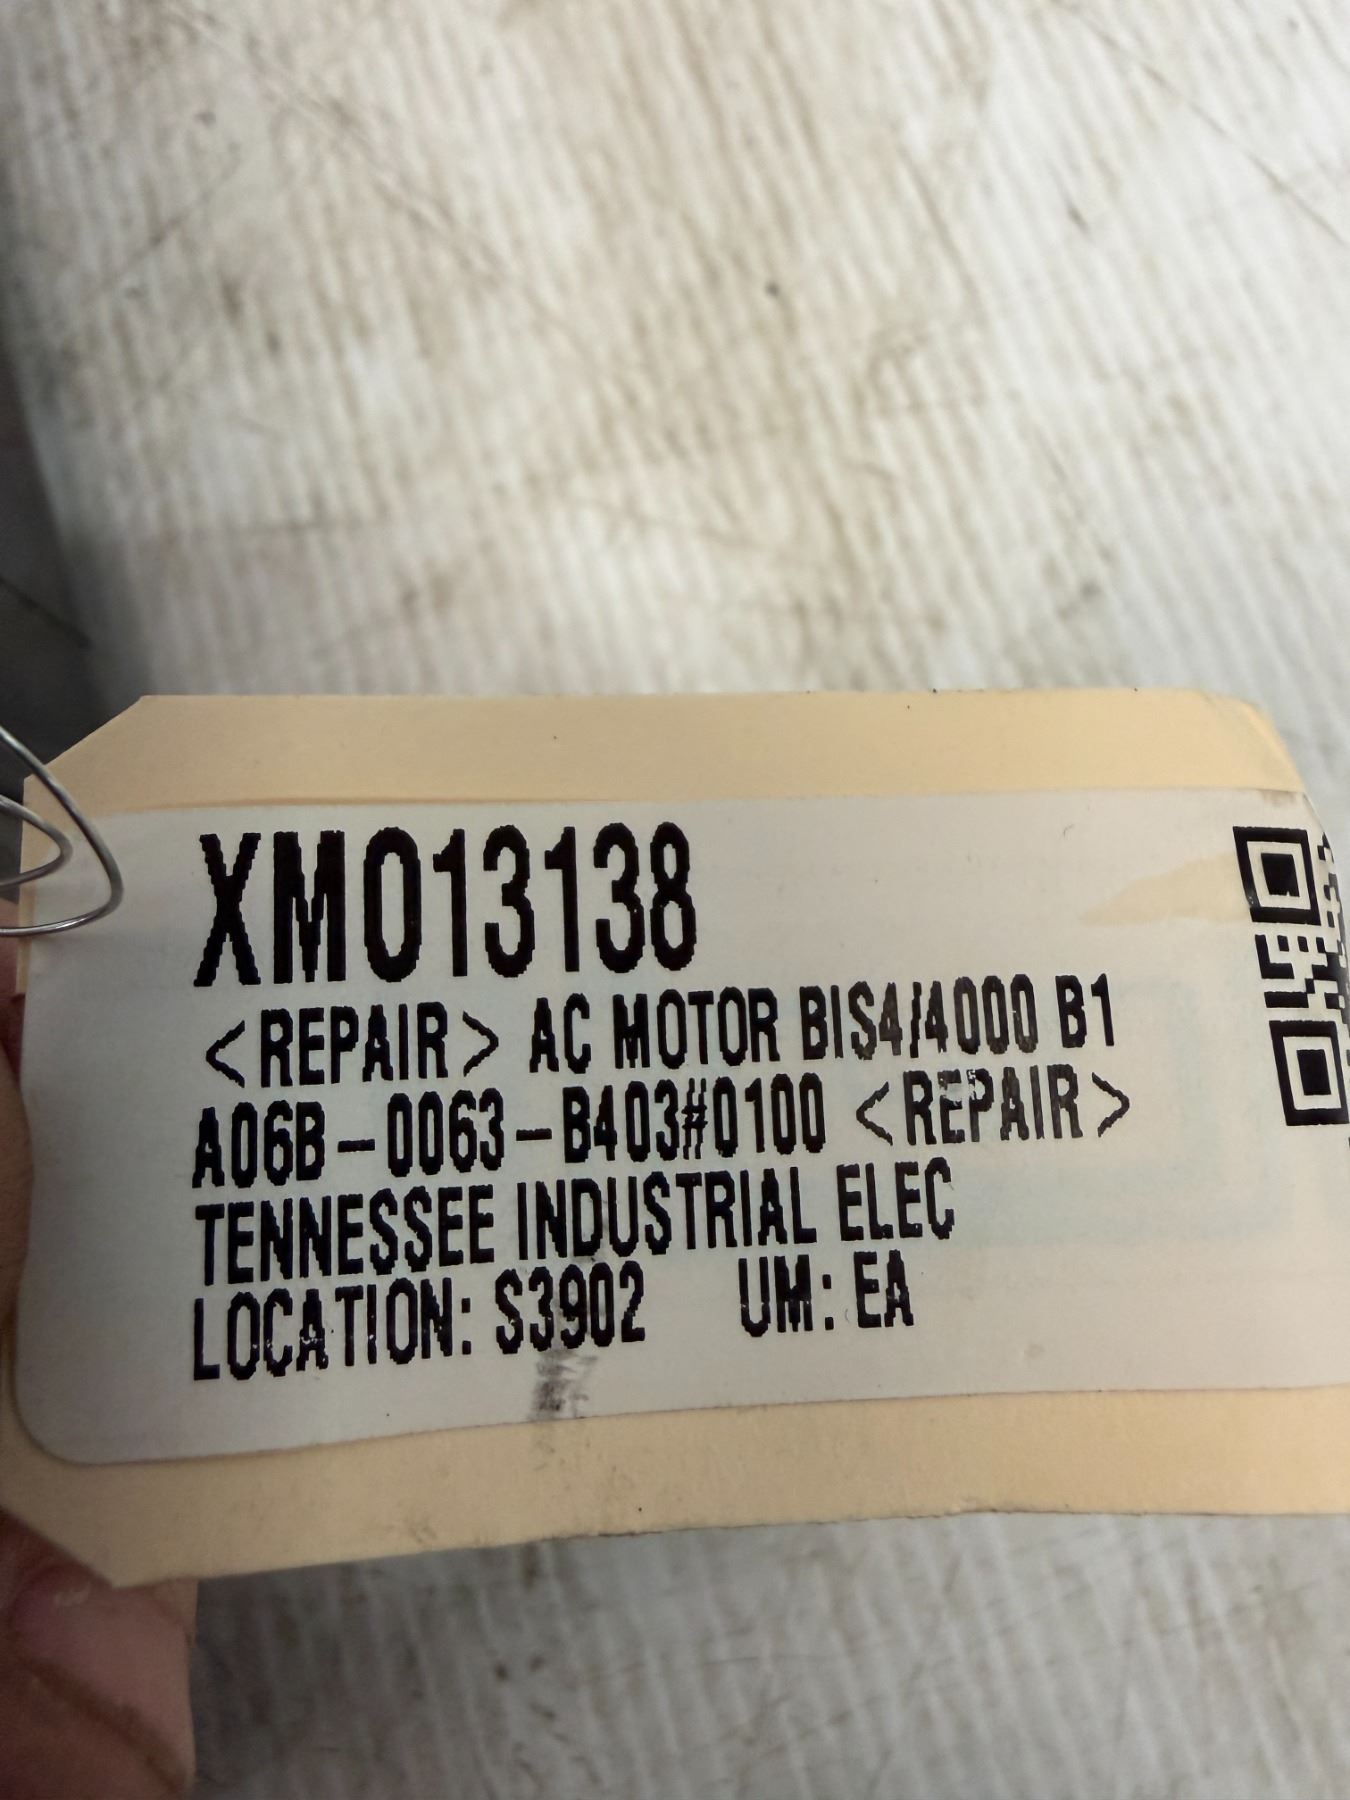 XM013138
<REPAIR> AC MOTOR BIS4/4000 B1
A06B-0063-B403#0100 <REPAIR>
TENNESSEE INDUSTRIAL ELEC
LOCATION: S3902 UM: EA